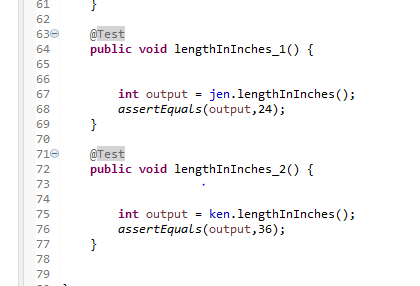 61 }
62
63 @Test
64 public void lengthInInches_1() {
65
66
67 int output = jen.lengthInInches();
68 assertEquals(output,24);
69 }
70
71 @Test
72 public void lengthInInches_2() {
73
74
75 int output = ken.lengthInInches();
76 assertEquals(output,36);
77 }
78
79